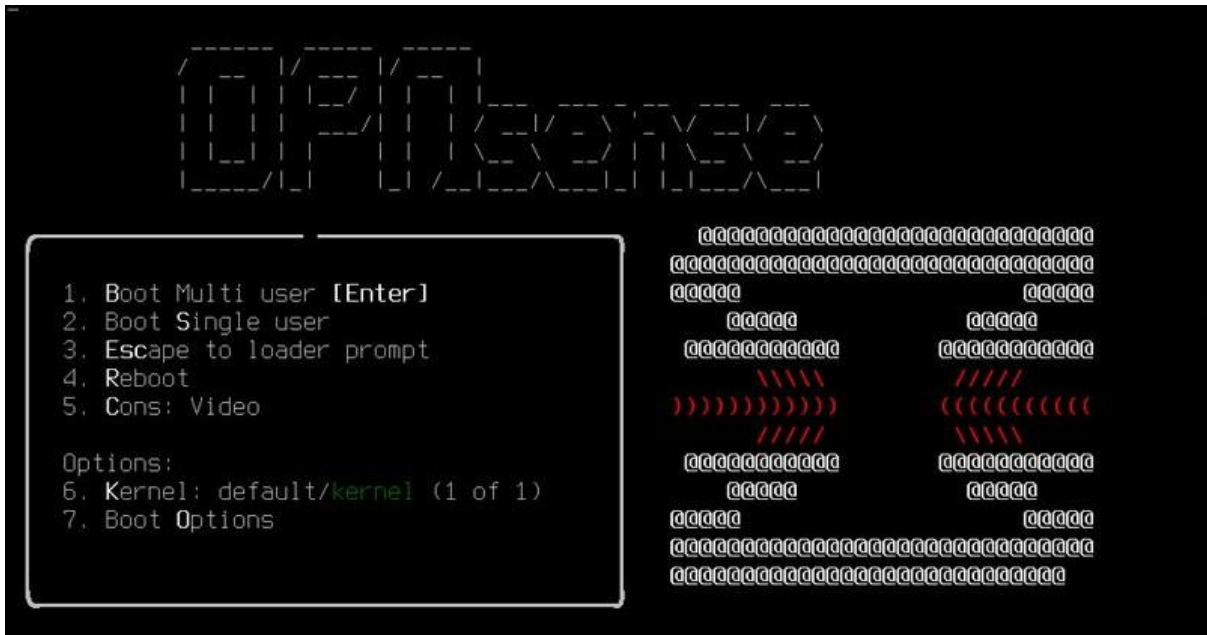 OPNsense
1. Boot Multi user [Enter]
2. Boot Single user
3. Escape to loader prompt
4. Reboot
5. Cons: Video
Options:
6. Kernel: default/kernel (1 of 1)
7. Boot Options